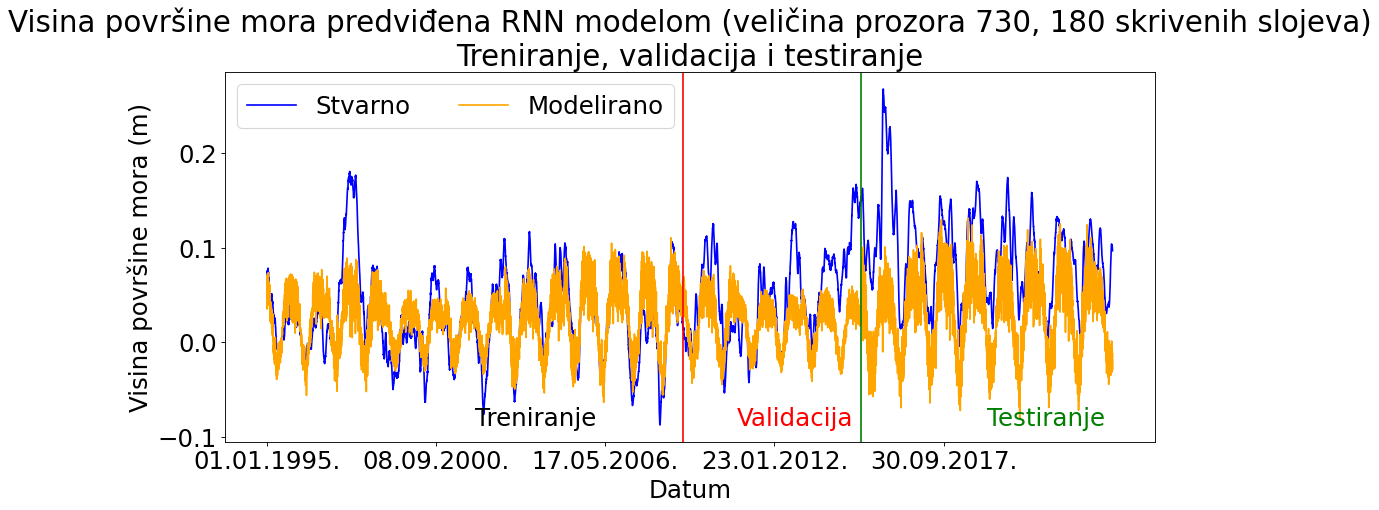 Visina površine mora predviđena RNN modelom (veličina prozora 730, 180 skrivenih slojeva)
Treniranje, validacija i testiranje
Stvarno Modelirano
Visina površine mora (m)
0.2
0.1
0.0
−0.1
Treniranje Validacija Testiranje
01.01.1995. 08.09.2000. 17.05.2006. 23.01.2012. 30.09.2017.
Datum